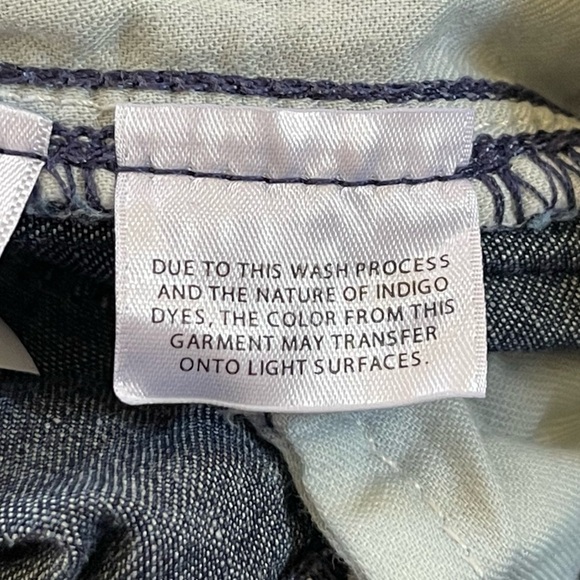 DUE TO THIS WASH PROCESS
AND THE NATURE OF INDIGO
DYES, THE COLOR FROM THIS
GARMENT MAY TRANSFER
ONTO LIGHT SURFACES.